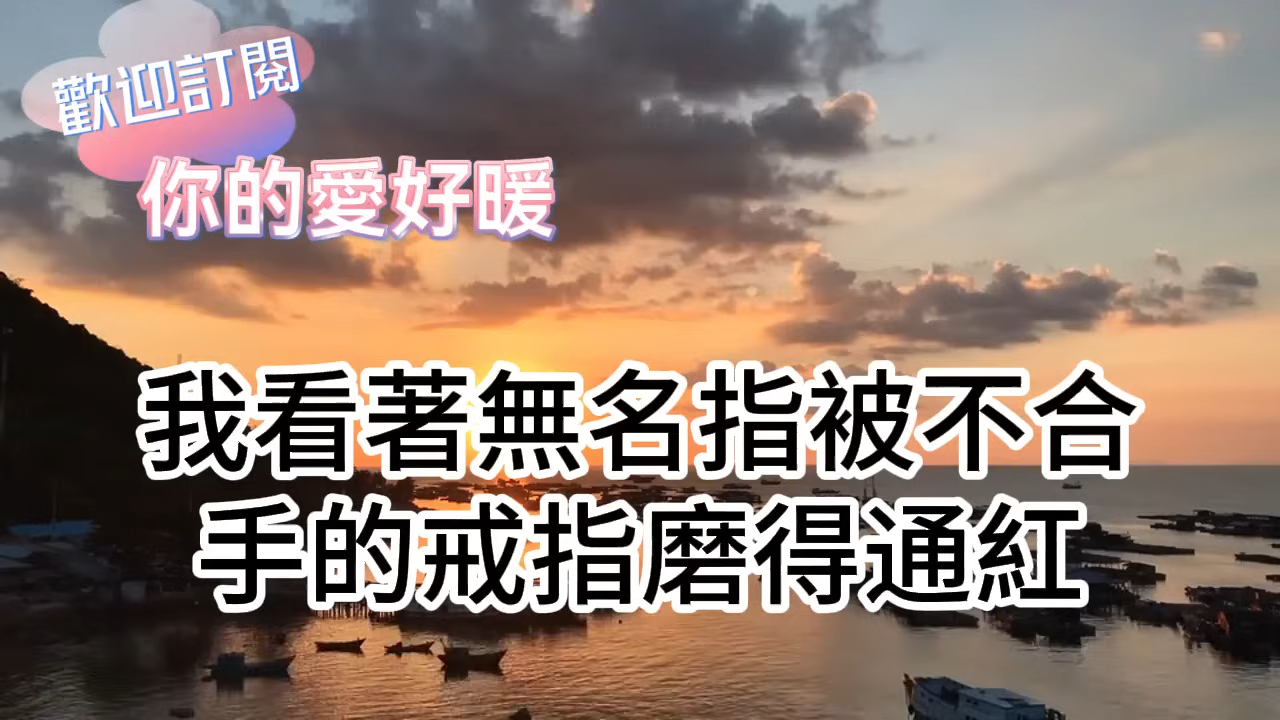 歡迎訂閱
你的愛好暖
我看著無名指被不合
手的戒指磨得通紅